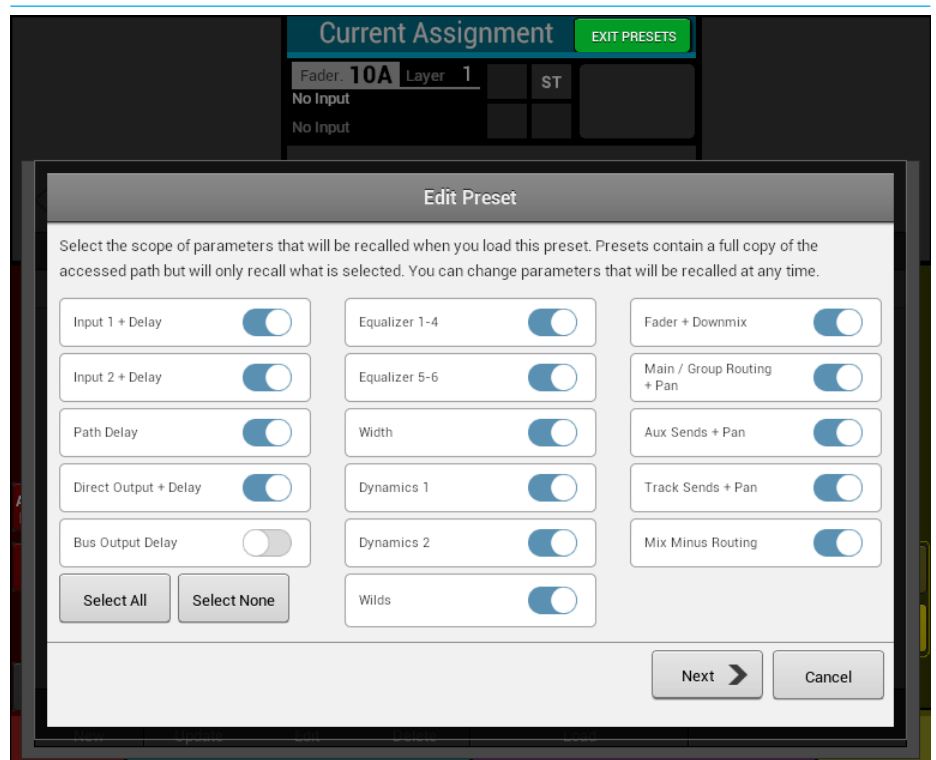 Current Assignment
EXIT PRESETS
Fader. 10A Layer 1
ST
No Input
No Input
Edit Preset
Select the scope of parameters that will be recalled when you load this preset. Presets contain a full copy of the
accessed path but will only recall what is selected. You can change parameters that will be recalled at any time.
Input 1 + Delay
Equalizer 1-4
Fader + Downmix
Input 2 + Delay
Equalizer 5-6
Main / Group Routing
+ Pan
Path Delay
Width
Aux Sends + Pan
Direct Output + Delay
Dynamics 1
Track Sends + Pan
Bus Output Delay
Dynamics 2
Mix Minus Routing
Select All
Select None
Wilds
Next
Cancel
New Update Edit Delete Load